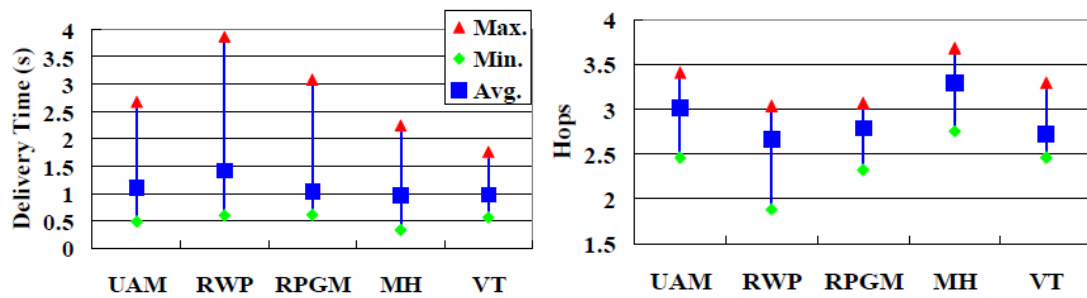 Delivery Time (s)
4
3.5
3
2.5
2
1.5
1
0.5
0
Max.
Min.
Avg.
UAM RWP RPGM MH VT
Hops
4
3.5
3
2.5
2
1.5
UAM RWP RPGM MH VT